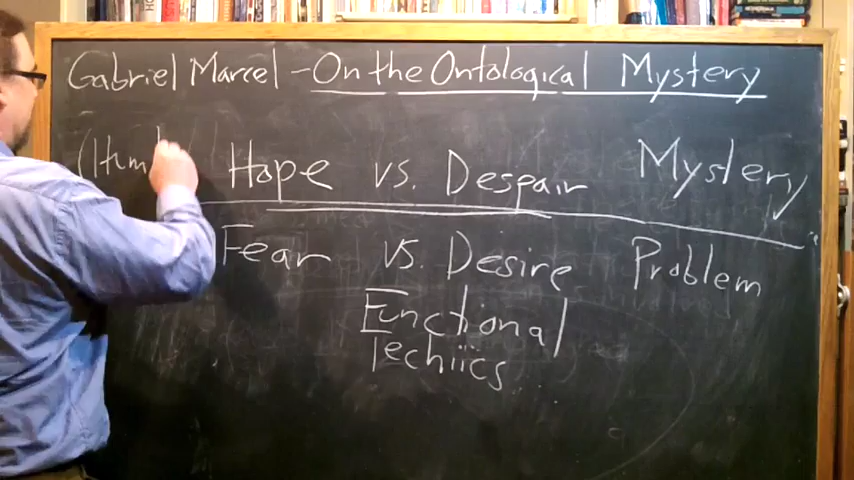 Gabriel Marcel - On the Ontological Mystery
Hope vs. Despair Mystery
Fear vs. Desire Problem
Functional
Techiics